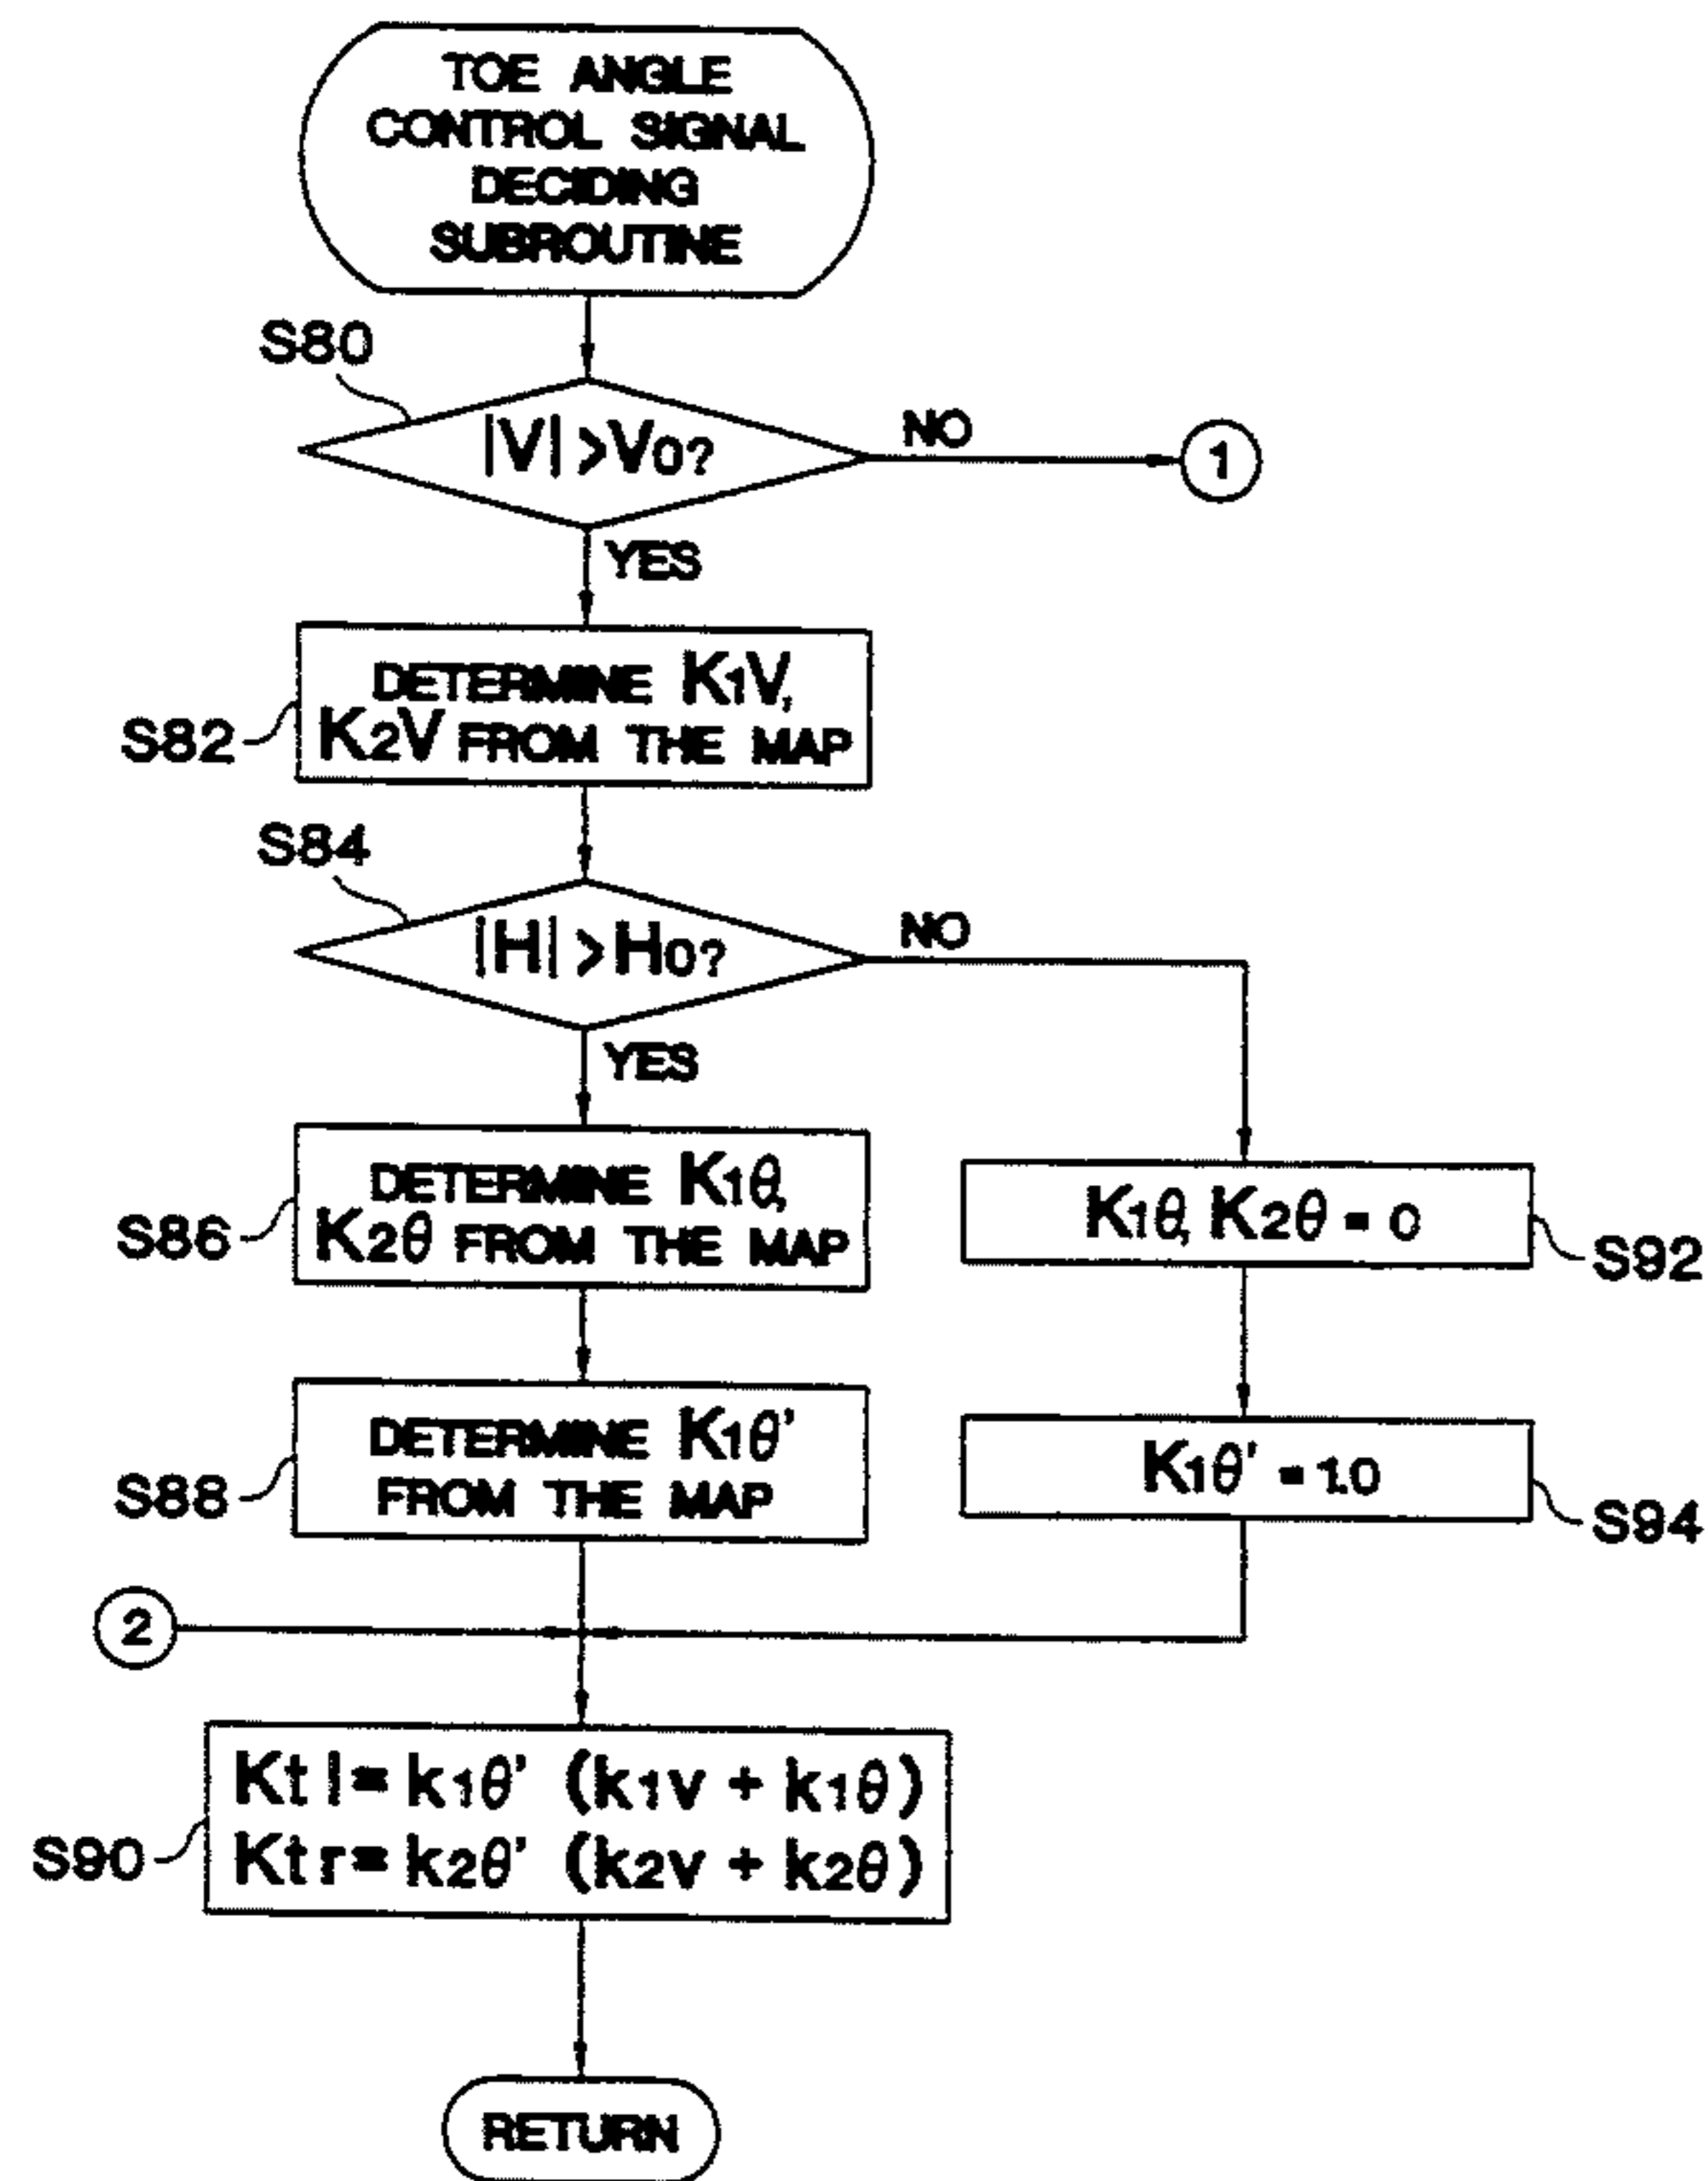 TOE ANGLE
CONTROL SIGNAL
DECIDING
SUBROUTINE
S80
|V| >V0?
NO
1
YES
DETERMINE K1V,
K2V FROM THE MAP
S82
S84
|H| >H0?
NO
YES
DETERMINE K1θ,
K2θ FROM THE MAP
S86
K1θ, K2θ = 0
S92
DETERMINE K1θ'
FROM THE MAP
S88
K1θ' = 1.0
S94
2
Ktl= k1θ' (k1v + k1θ)
Ktr= k2θ' (k2v + k2θ)
S90
RETURN